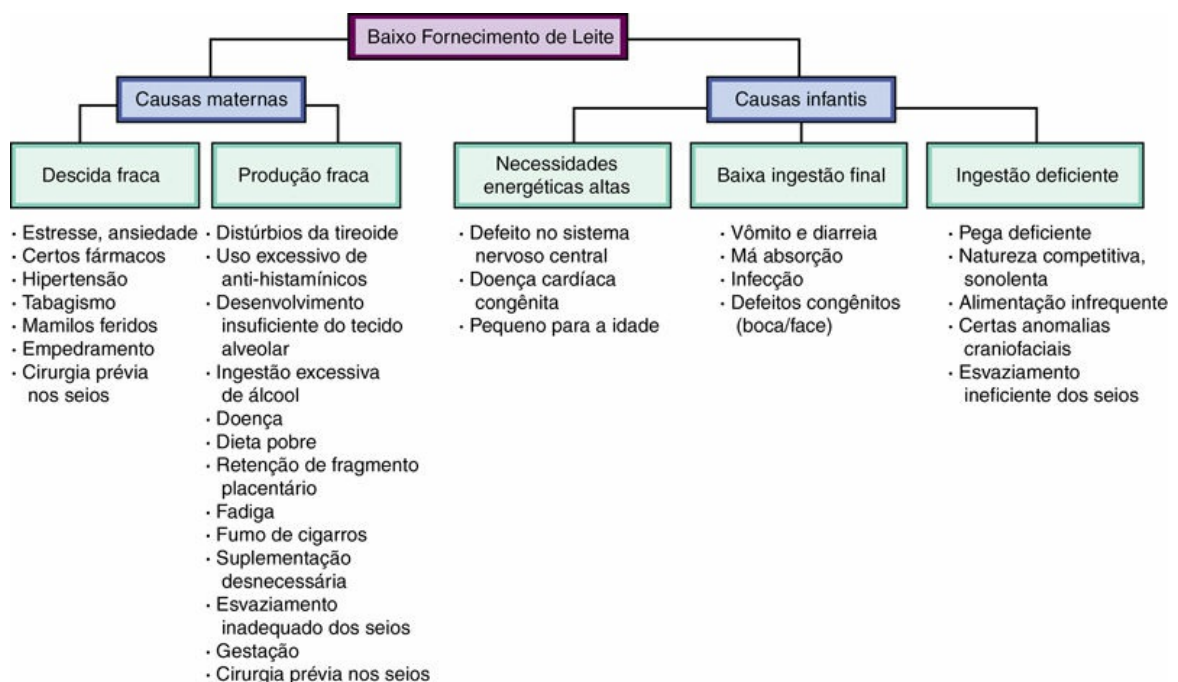 Baixo Fornecimento de Leite
Causas maternas
Causas infantis
Descida fraca
Produção fraca
Necessidades
energéticas altas
Baixa ingestão final
Ingestão deficiente
· Estresse, ansiedade
· Certos fármacos
· Hipertensão
· Tabagismo
· Mamilos feridos
· Empedramento
· Cirurgia prévia
nos seios
· Distúrbios da tireoide
· Uso excessivo de
anti-histamínicos
· Desenvolvimento
insuficiente do tecido
alveolar
· Ingestão excessiva
de álcool
· Doença
· Dieta pobre
· Retenção de fragmento
placentário
· Fadiga
· Fumo de cigarros
· Suplementação
desnecessária
· Esvaziamento
inadequado dos seios
· Gestação
· Cirurgia prévia nos seios
· Defeito no sistema
nervoso central
· Doença cardíaca
congênita
· Pequeno para a idade
· Vômito e diarreia
· Má absorção
· Infecção
· Defeitos congênitos
(boca/face)
· Pega deficiente
· Natureza competitiva,
sonolenta
· Alimentação infrequente
· Certas anomalias
craniofaciais
· Esvaziamento
ineficiente dos seios